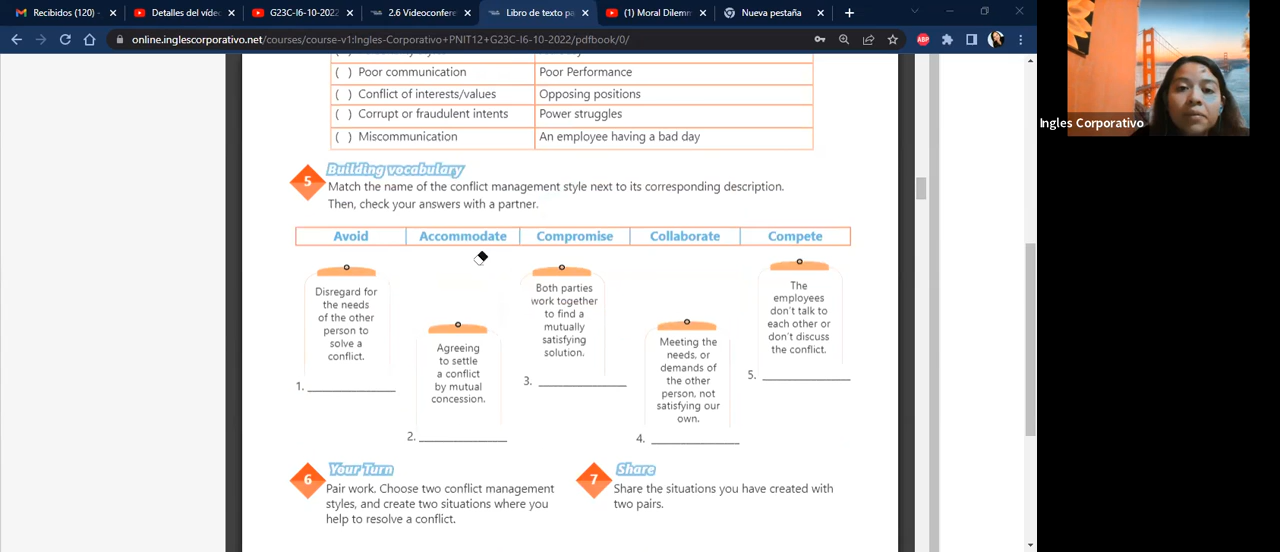 Recibidos (120) -
Detalles del víde
G23C-I6-10-2022
2.6 Videoconfere
Libro de texto pa
(1) Moral Dilemm
Nueva pestaña
online.inglescorporativo.net/courses/course-v1:Ingles-Corporativo+PNIT12+G23C-I6-10-2022/pdfbook/0/
ABP
Ingles Corporativo
( ) Poor communication Poor Performance
( ) Conflict of interests/values Opposing positions
( ) Corrupt or fraudulent intents Power struggles
( ) Miscommunication An employee having a bad day
5 Building vocabulary
Match the name of the conflict management style next to its corresponding description.
Then, check your answers with a partner.
Avoid Accommodate Compromise Collaborate Compete
Disregard for
the needs
of the other
person to
solve a
conflict.
1. ____________
Agreeing
to settle
a conflict
by mutual
concession.
2. ____________
Both parties
work together
to find a
mutually
satisfying
solution.
3. ____________
Meeting the
needs, or
demands of
the other
person, not
satisfying our
own.
4. ____________
The
employees
don't talk to
each other or
don't discuss
the conflict.
5. ____________
6 Your Turn
Pair work. Choose two conflict management
styles, and create two situations where you
help to resolve a conflict.
7 Share
Share the situations you have created with
two pairs.